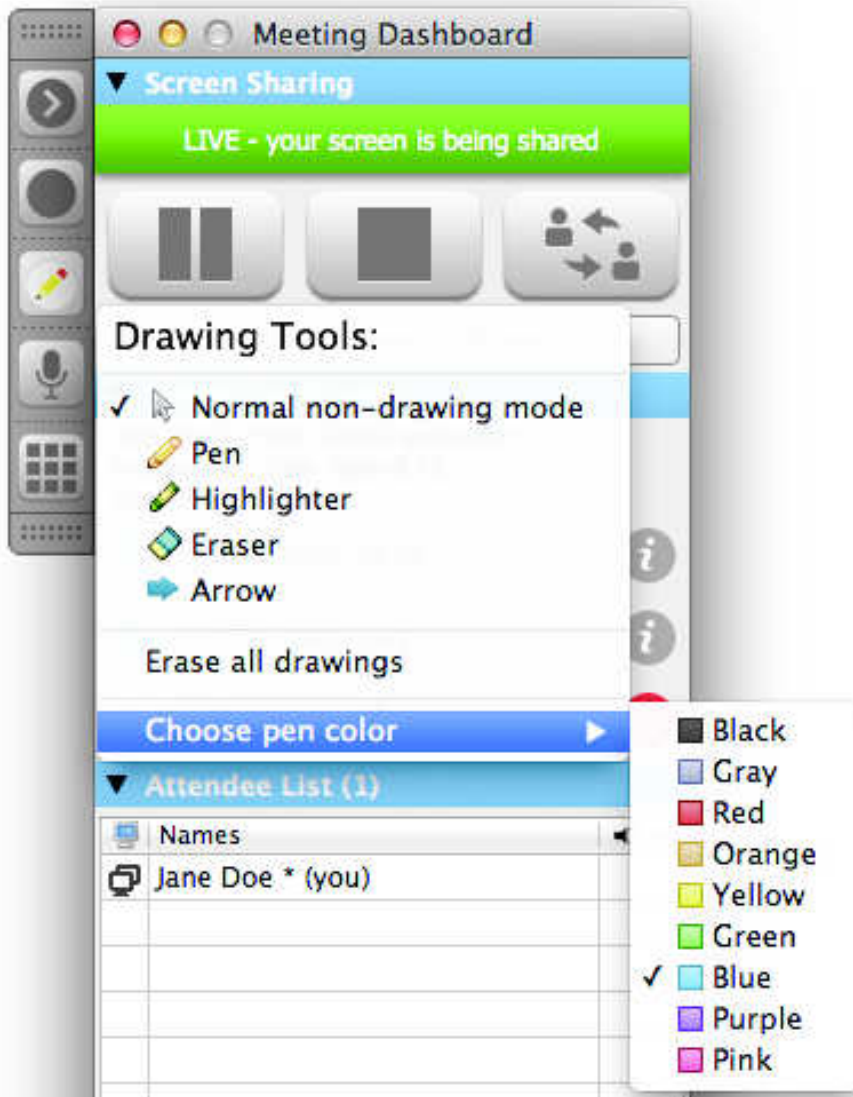 Meeting Dashboard
Screen Sharing
LIVE - your screen is being shared
Drawing Tools:
✓ Normal non-drawing mode
Pen
Highlighter
Eraser
Arrow
Erase all drawings
Choose pen color
Black
Gray
Red
Orange
Yellow
Green
✓ Blue
Purple
Pink
Attendee List (1)
Names
Jane Doe * (you)